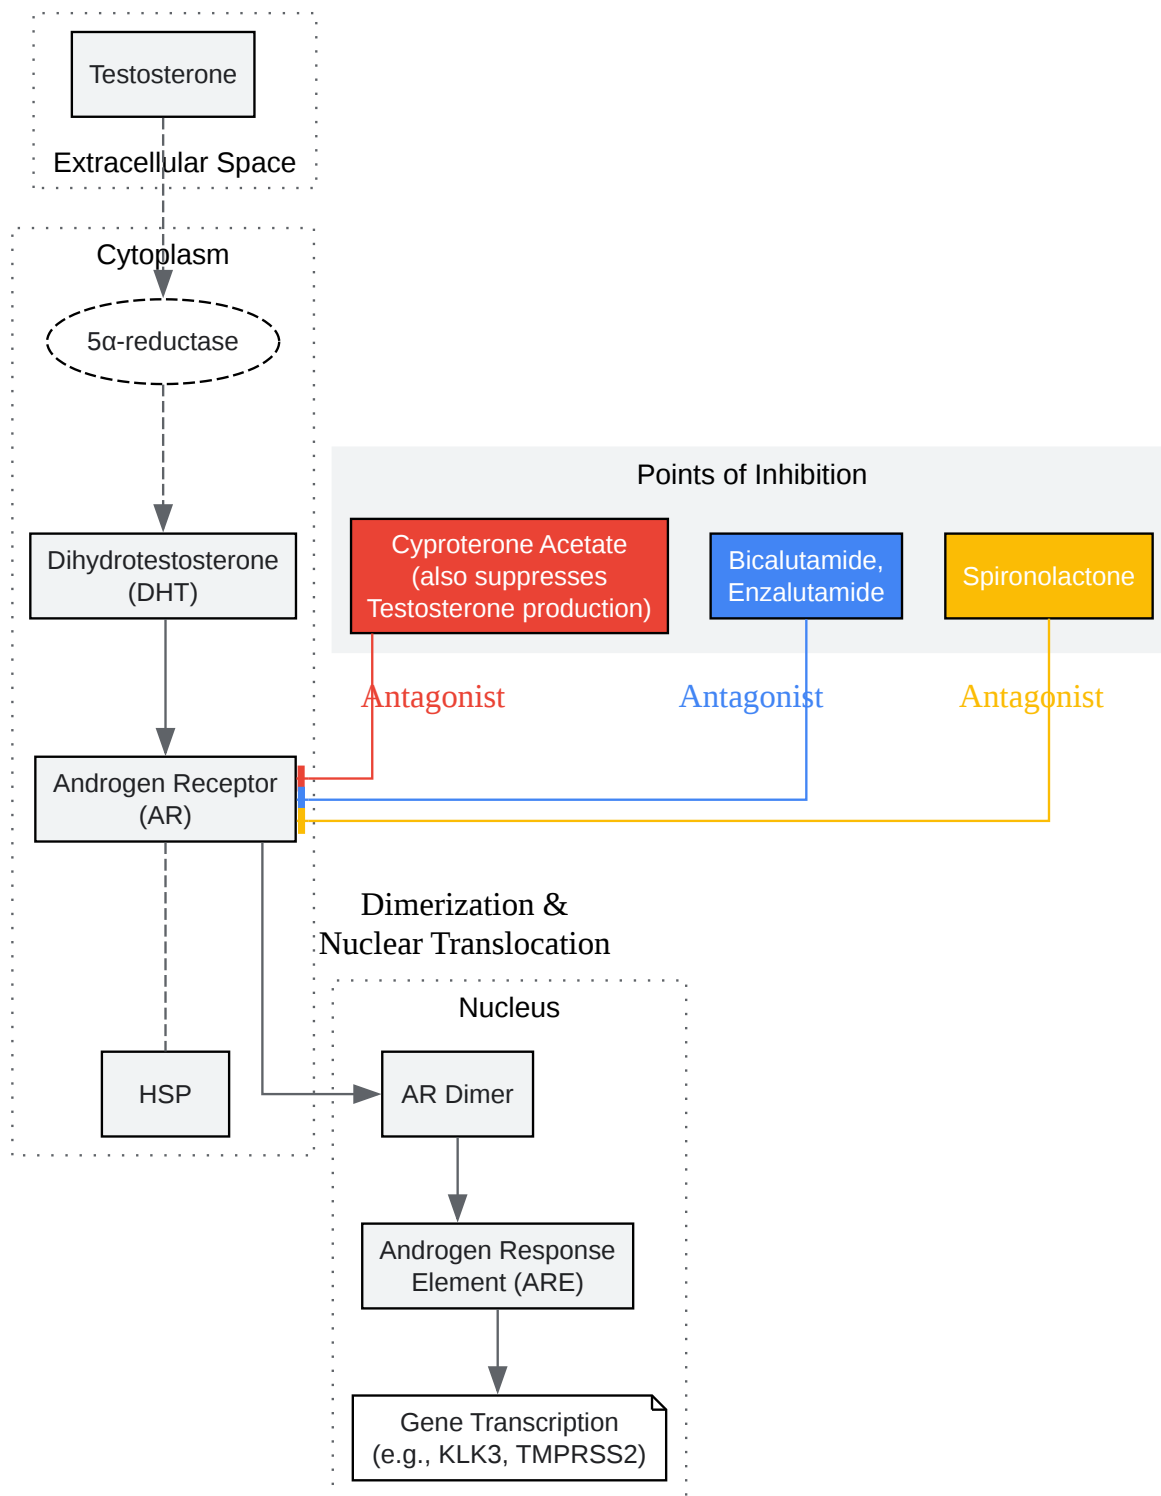 Testosterone
Extracellular Space
Cytoplasm
5α-reductase
Points of Inhibition
Dihydrotestosterone
(DHT)
Cyproterone Acetate
(also suppresses
Testosterone production)
Bicalutamide,
Enzalutamide
Spironolactone
Antagonist
Antagonist
Antagonist
Androgen Receptor
(AR)
Dimerization &
Nuclear Translocation
Nucleus
HSP
AR Dimer
Androgen Response
Element (ARE)
Gene Transcription
(e.g., KLK3, TMPRSS2)